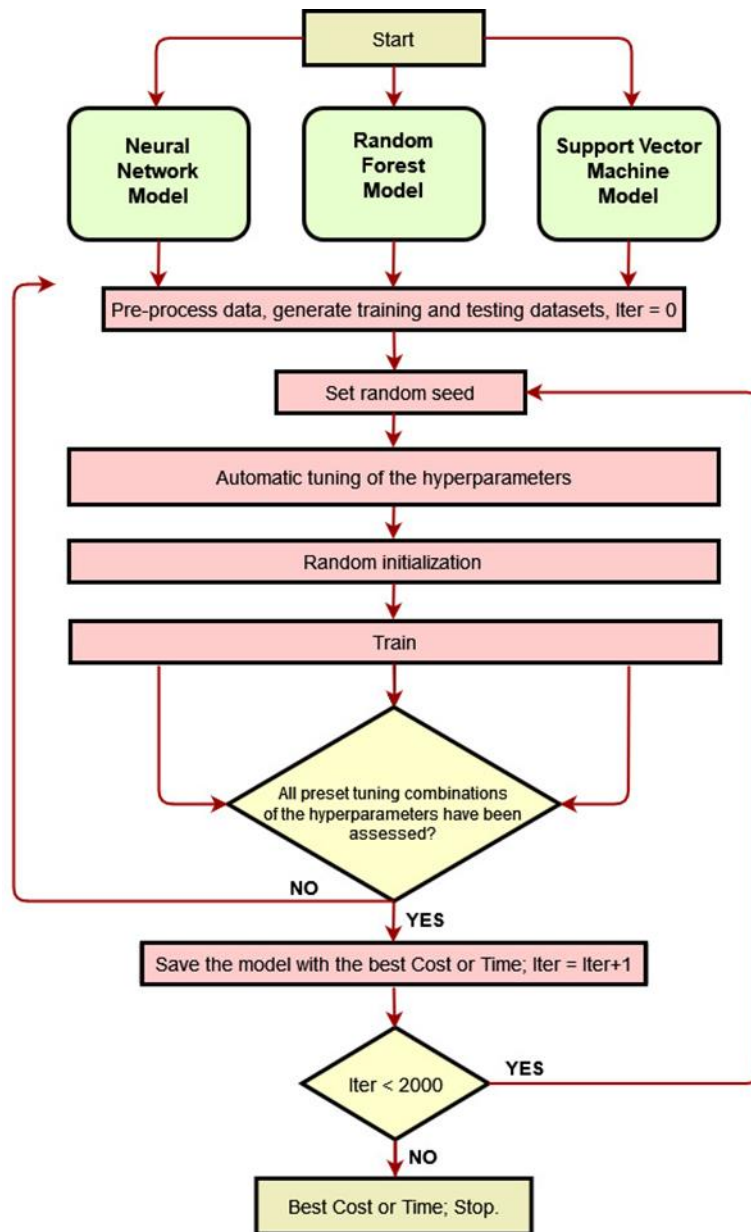 Start
Neural
Network
Model
Random
Forest
Model
Support Vector
Machine
Model
Pre-process data, generate training and testing datasets, Iter = 0
Set random seed
Automatic tuning of the hyperparameters
Random initialization
Train
All preset tuning combinations
of the hyperparameters have been
assessed?
NO
YES
Save the model with the best Cost or Time; Iter = Iter+1
Iter < 2000
YES
NO
Best Cost or Time; Stop.